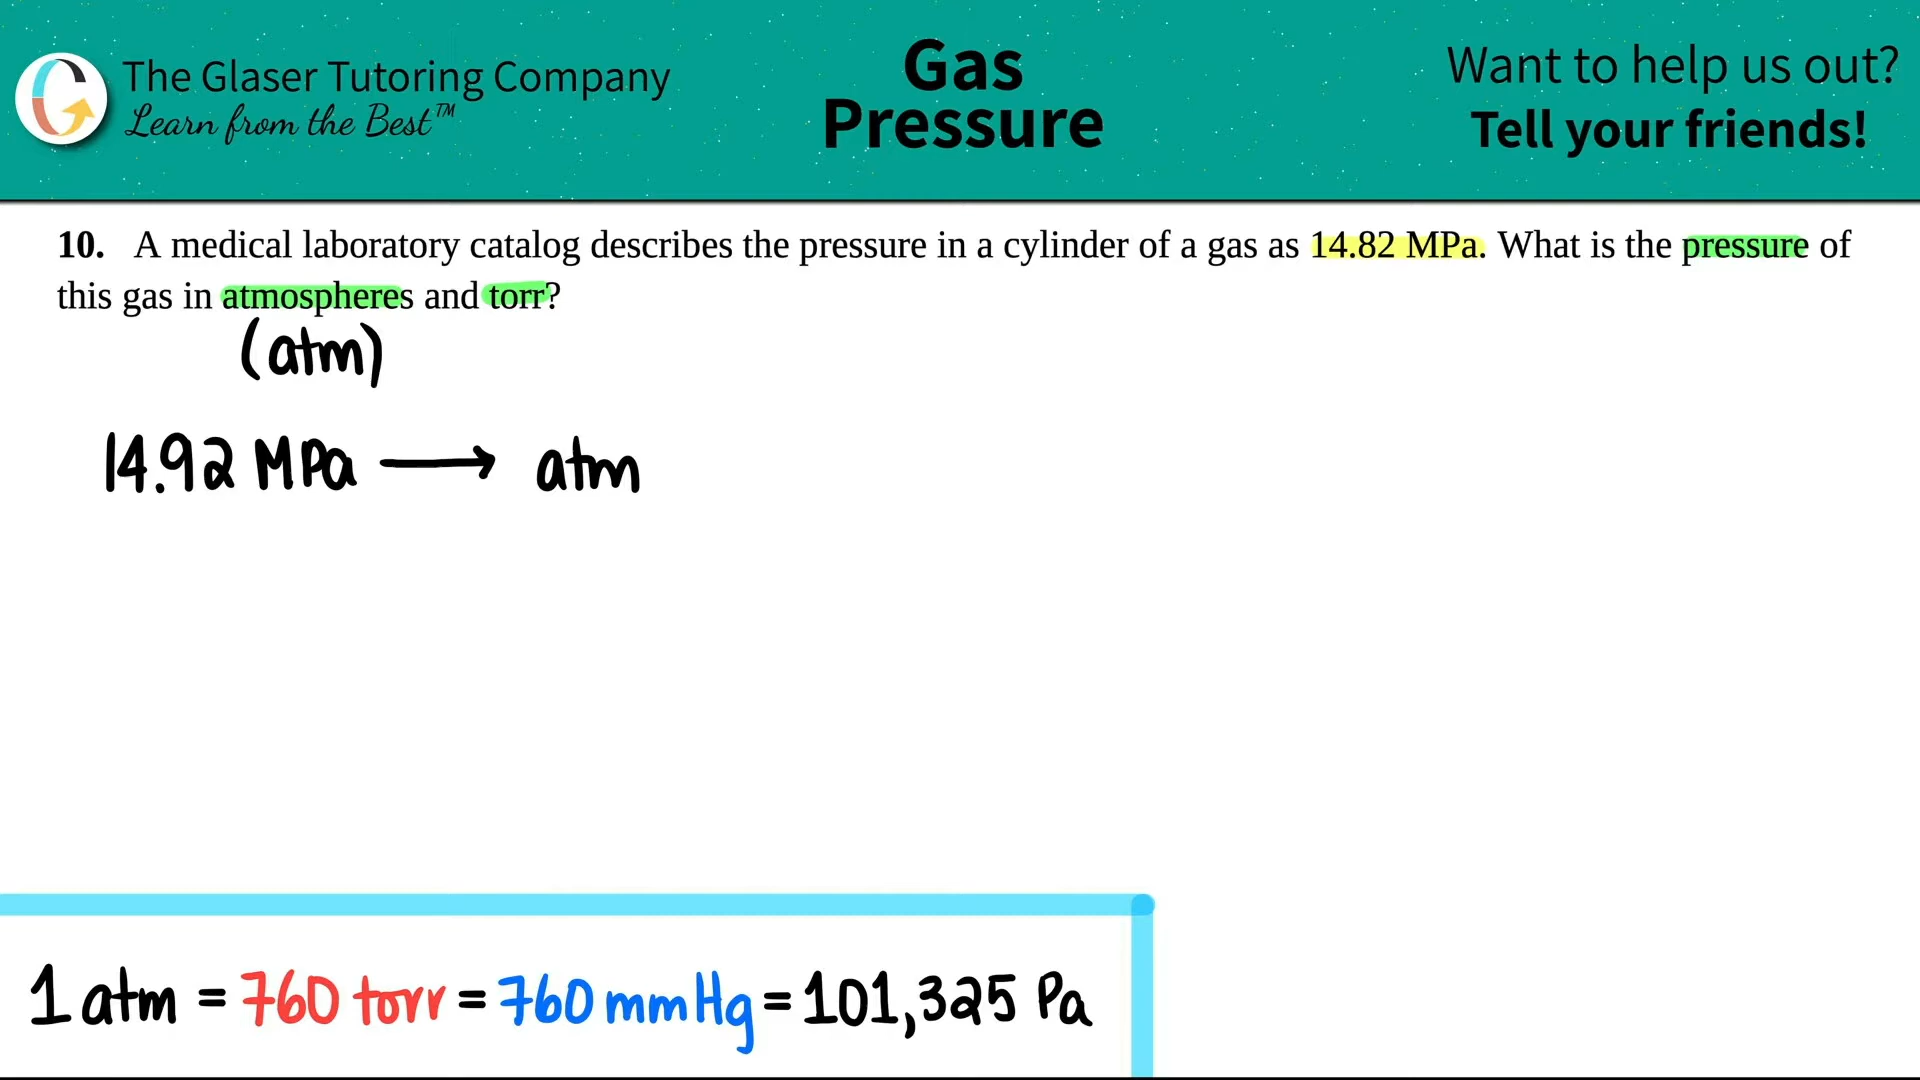 The Glaser Tutoring Company
Learn from the Best™
Gas
Pressure
Want to help us out?
Tell your friends!
10. A medical laboratory catalog describes the pressure in a cylinder of a gas as 14.82 MPa. What is the pressure of
this gas in atmospheres and torr?
(atm)
14.92 MPa ⟶ atm
1 atm = 760 torr = 760 mmHg = 101,325 Pa